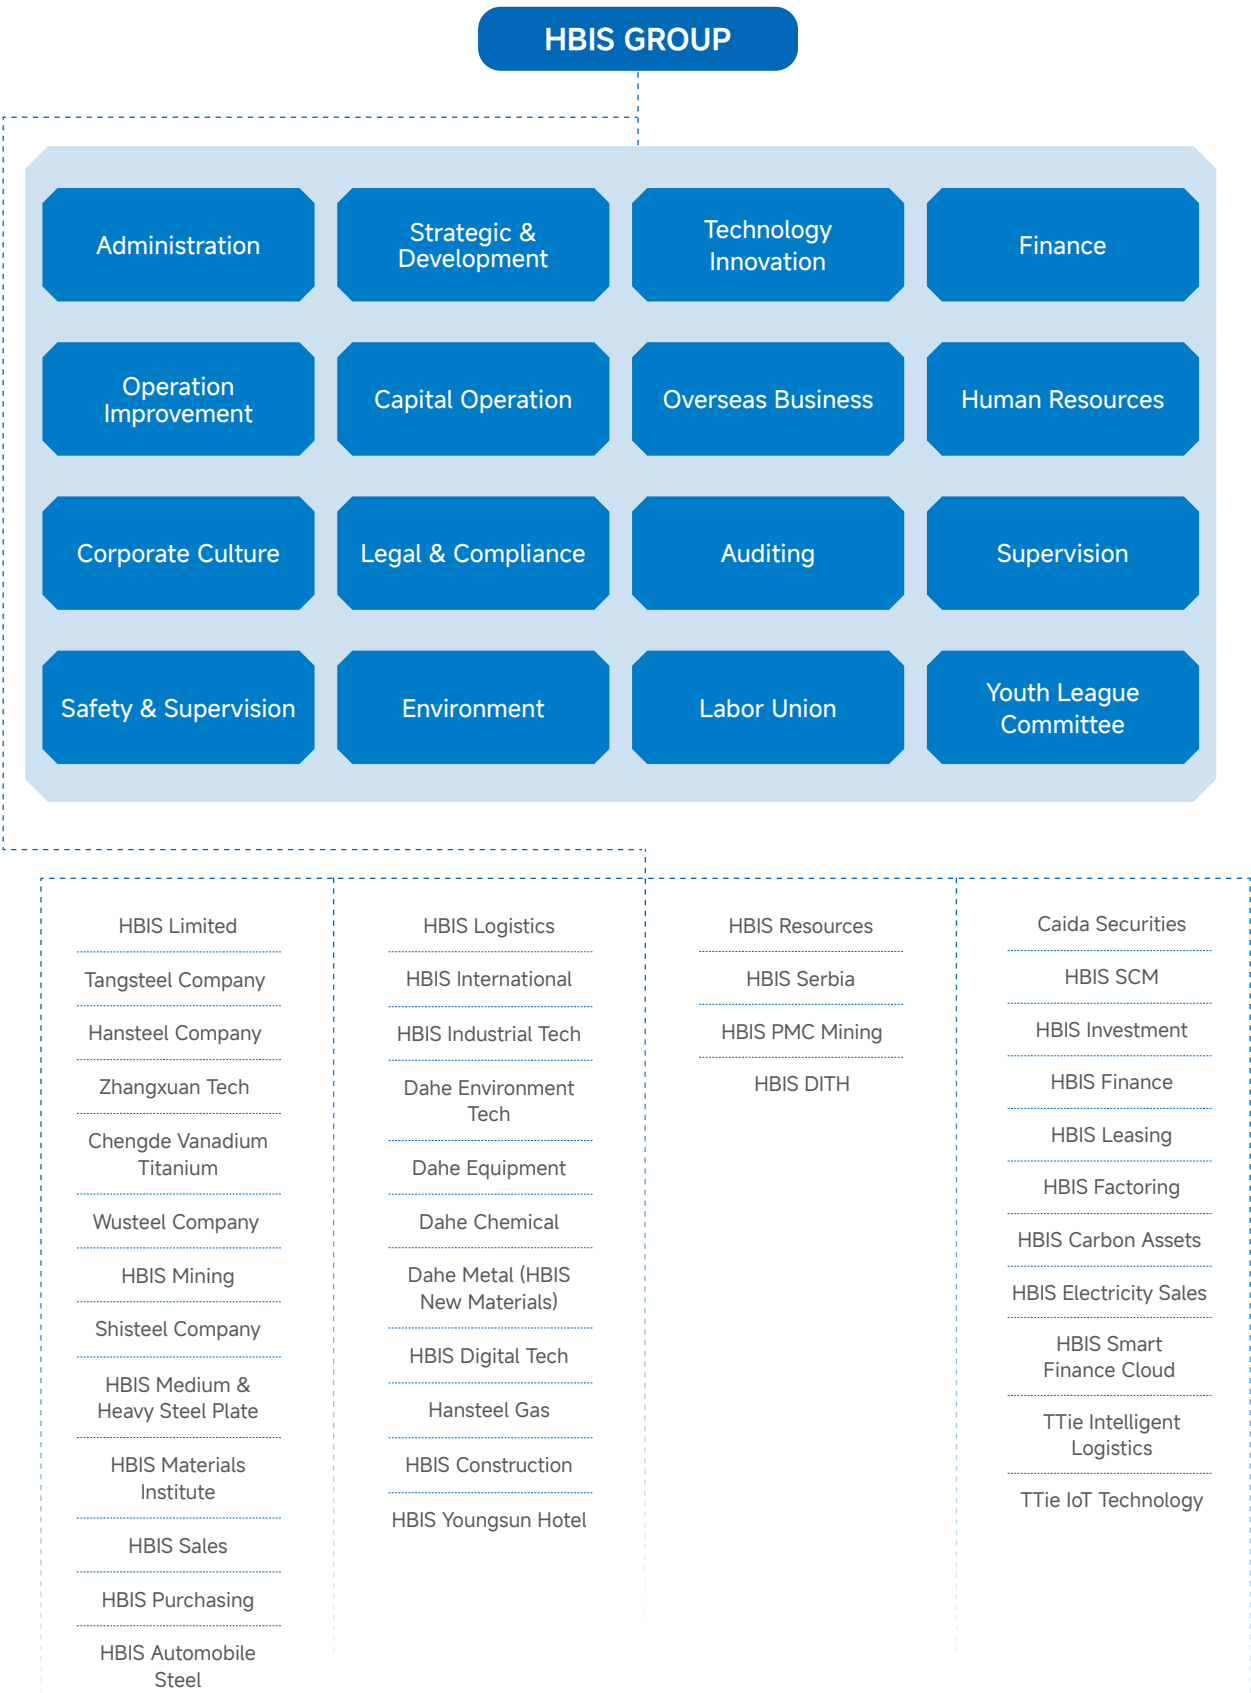 HBIS GROUP
Administration
Strategic &
Development
Technology
Innovation
Finance
Operation
Improvement
Capital Operation
Overseas Business
Human Resources
Corporate Culture
Legal & Compliance
Auditing
Supervision
Safety & Supervision
Environment
Labor Union
Youth League
Committee
HBIS Limited
Tangsteel Company
Hansteel Company
Zhangxuan Tech
Chengde Vanadium
Titanium
Wusteel Company
HBIS Mining
Shisteel Company
HBIS Medium &
Heavy Steel Plate
HBIS Materials
Institute
HBIS Sales
HBIS Purchasing
HBIS Automobile
Steel
HBIS Logistics
HBIS International
HBIS Industrial Tech
Dahe Environment
Tech
Dahe Equipment
Dahe Chemical
Dahe Metal (HBIS
New Materials)
HBIS Digital Tech
Hansteel Gas
HBIS Construction
HBIS Youngsun Hotel
HBIS Resources
HBIS Serbia
HBIS PMC Mining
HBIS DITH
Caida Securities
HBIS SCM
HBIS Investment
HBIS Finance
HBIS Leasing
HBIS Factoring
HBIS Carbon Assets
HBIS Electricity Sales
HBIS Smart
Finance Cloud
TTie Intelligent
Logistics
TTie IoT Technology